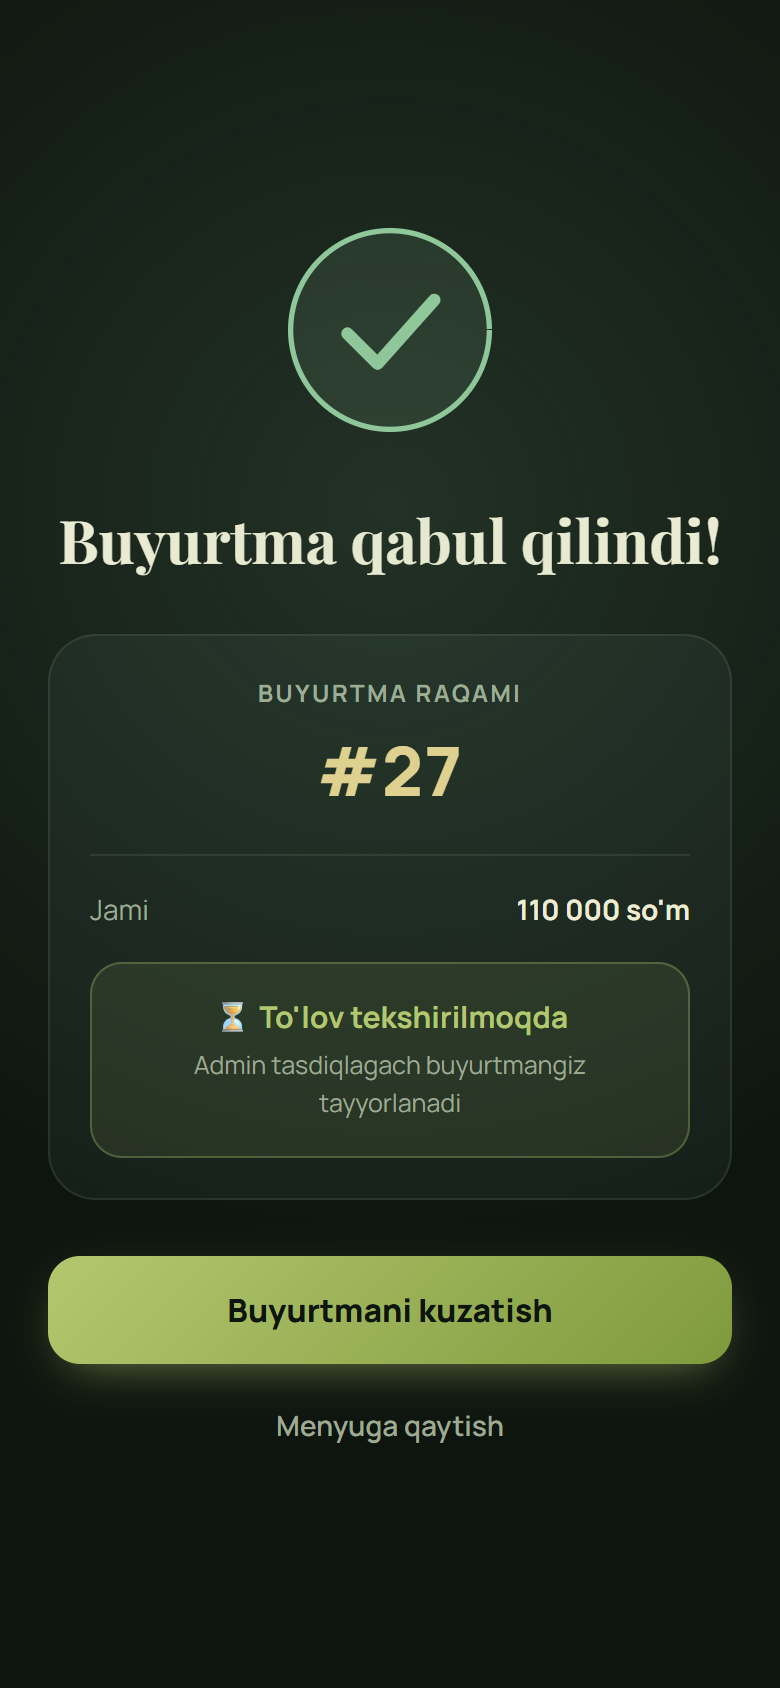 Buyurtma qabul qilindi!
BUYURTMA RAQAMI
#27
Jami 110 000 so'm
⏳ To'lov tekshirilmoqda
Admin tasdiqlagach buyurtmangiz
tayyorlanadi
Buyurtmani kuzatish
Menyuga qaytish